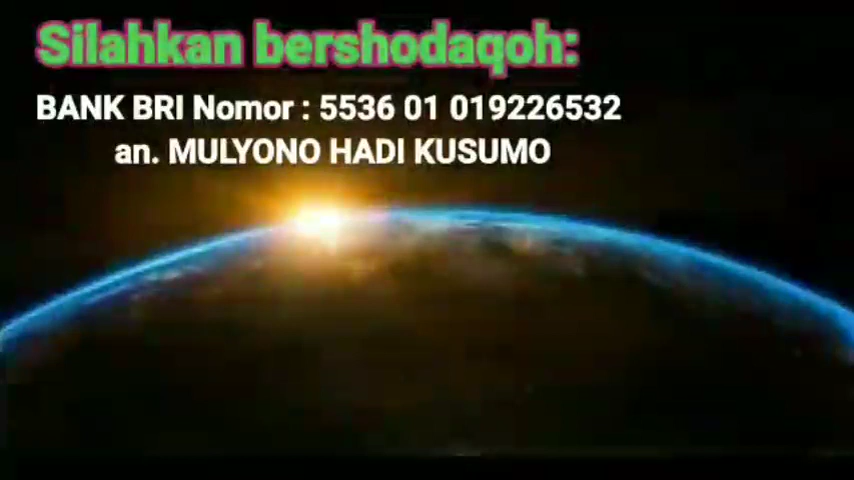 Silahkan bershodaqoh:
BANK BRI Nomor : 5536 01 019226532
an. MULYONO HADI KUSUMO